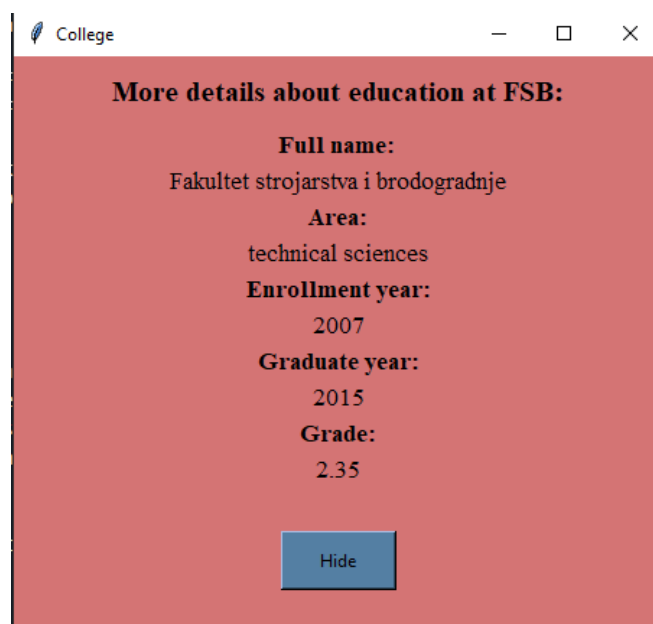 College
More details about education at FSB:
Full name:
Fakultet strojarstva i brodogradnje
Area:
technical sciences
Enrollment year:
2007
Graduate year:
2015
Grade:
2.35
Hide